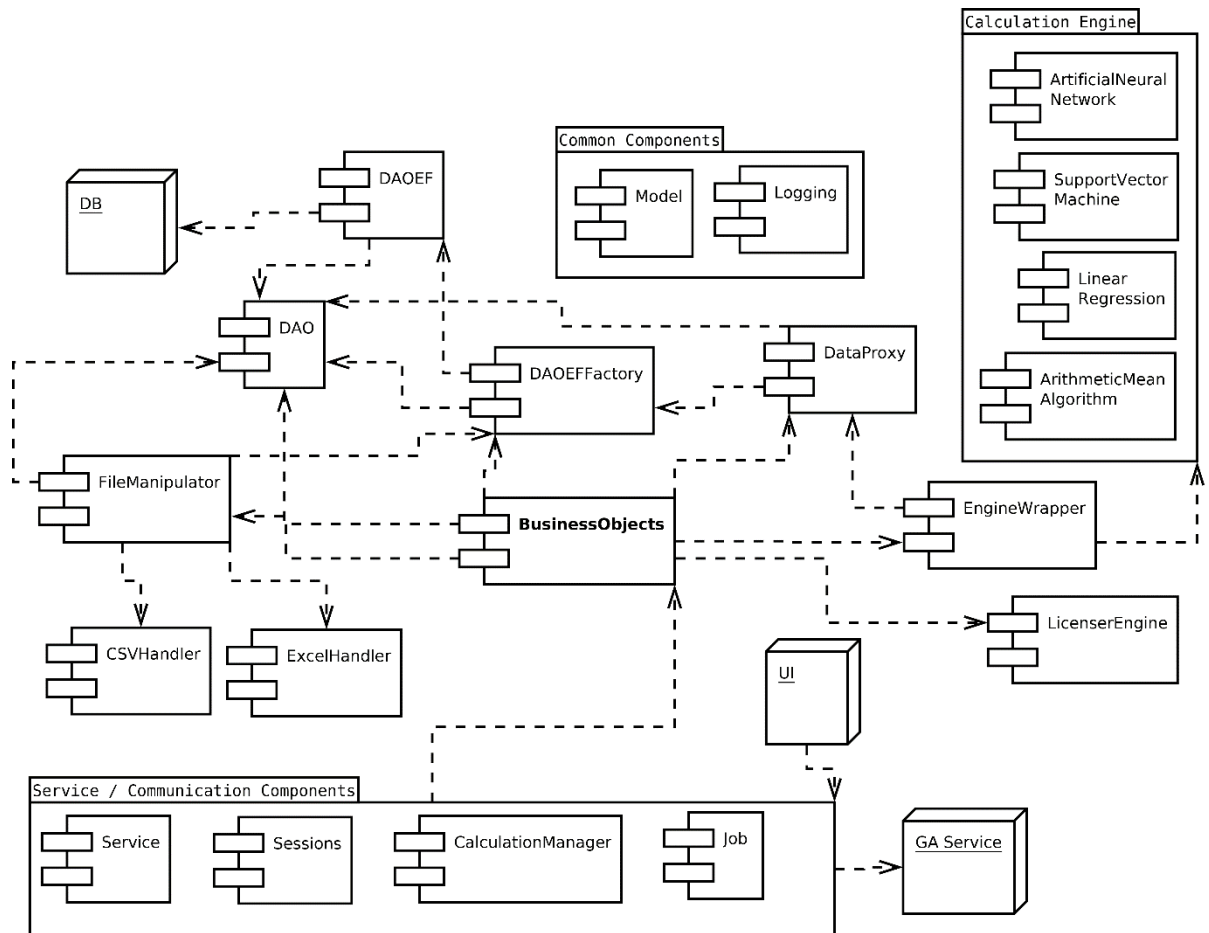 Calculation Engine
ArtificialNeural
Network
Common Components
DAOEF
SupportVector
Machine
DB
Model
Logging
Linear
Regression
DAO
DataProxy
DAOEFFactory
ArithmeticMean
Algorithm
FileManipulator
BusinessObjects
EngineWrapper
LicenserEngine
CSVHandler
ExcelHandler
UI
Service / Communication Components
Service
Sessions
CalculationManager
Job
GA Service